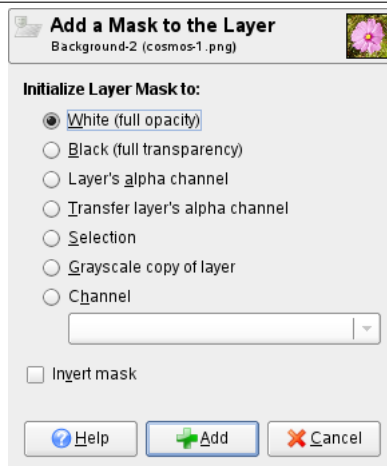 Add a Mask to the Layer
Background-2 (cosmos-1.png)
Initialize Layer Mask to:
White (full opacity)
Black (full transparency)
Layer's alpha channel
Transfer layer's alpha channel
Selection
Grayscale copy of layer
Channel
Invert mask
Help
Add
Cancel